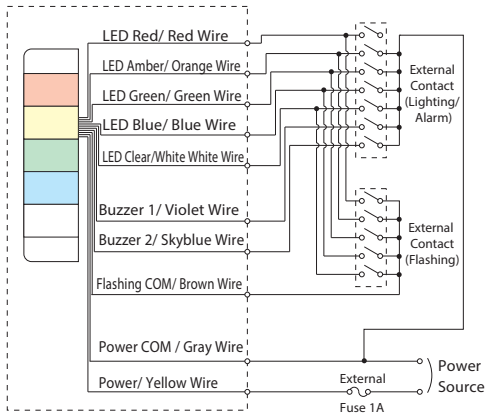 LED Red/ Red Wire
LED Amber/ Orange Wire
LED Green/ Green Wire
LED Blue/ Blue Wire
LED Clear/White White Wire
Buzzer 1/ Violet Wire
Buzzer 2/ Skyblue Wire
Flashing COM/ Brown Wire
Power COM / Gray Wire
Power/ Yellow Wire
External
Contact
(Lighting/
Alarm)
External
Contact
(Flashing)
Power
Source
External
Fuse 1A